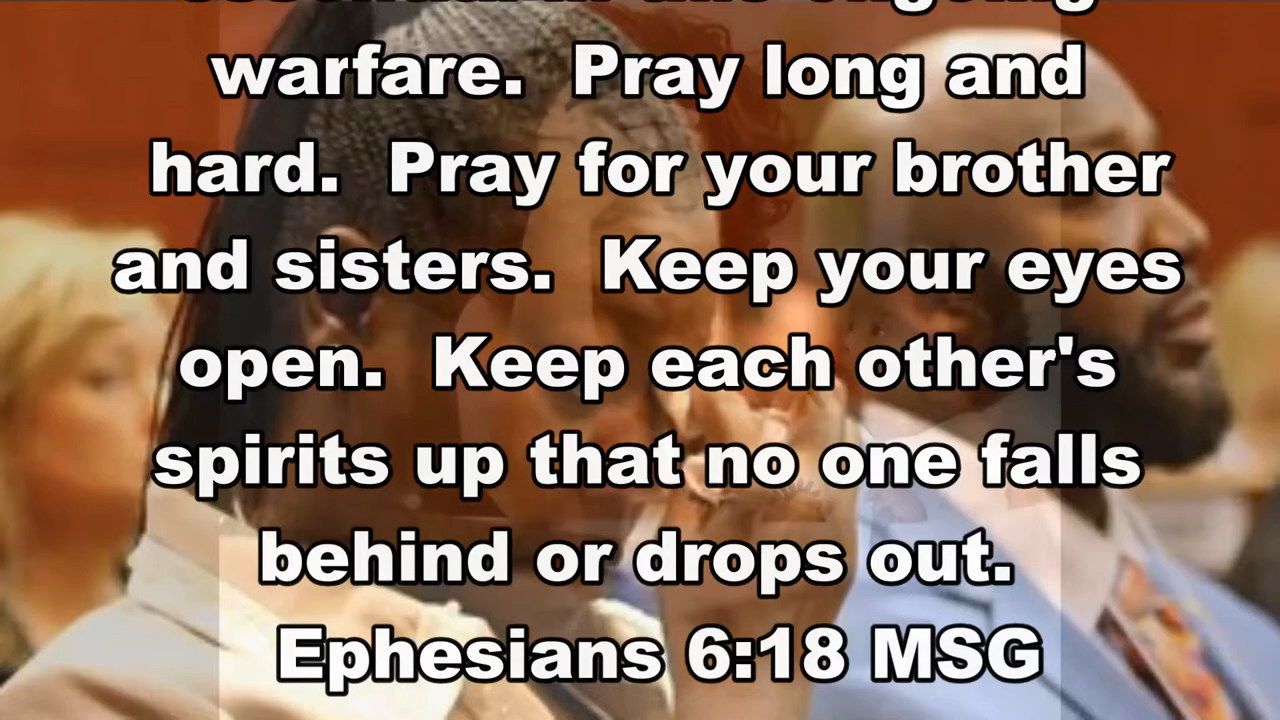 warfare. Pray long and
hard. Pray for your brother
and sisters. Keep your eyes
open. Keep each other's
spirits up that no one falls
behind or drops out.
Ephesians 6:18 MSG